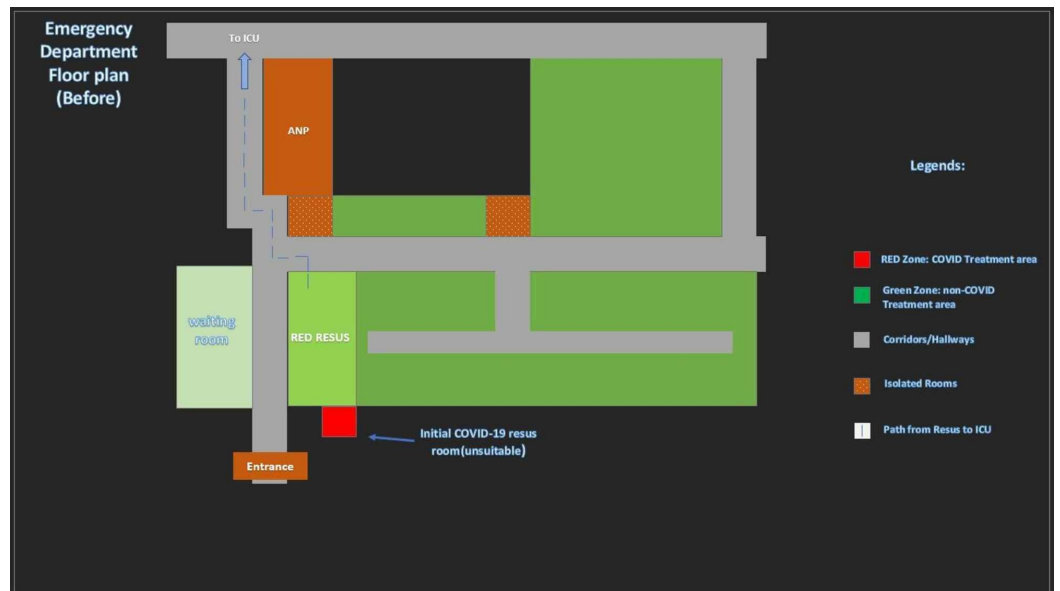 Emergency
Department
Floor plan
(Before)
To ICU
ANP
Legends:
RED Zone: COVID Treatment area
Green Zone: non-COVID
Treatment area
waiting
room
RED RESUS
Corridors/Hallways
Isolated Rooms
Initial COVID-19 resus
room(unsuitable)
Path from Resus to ICU
Entrance